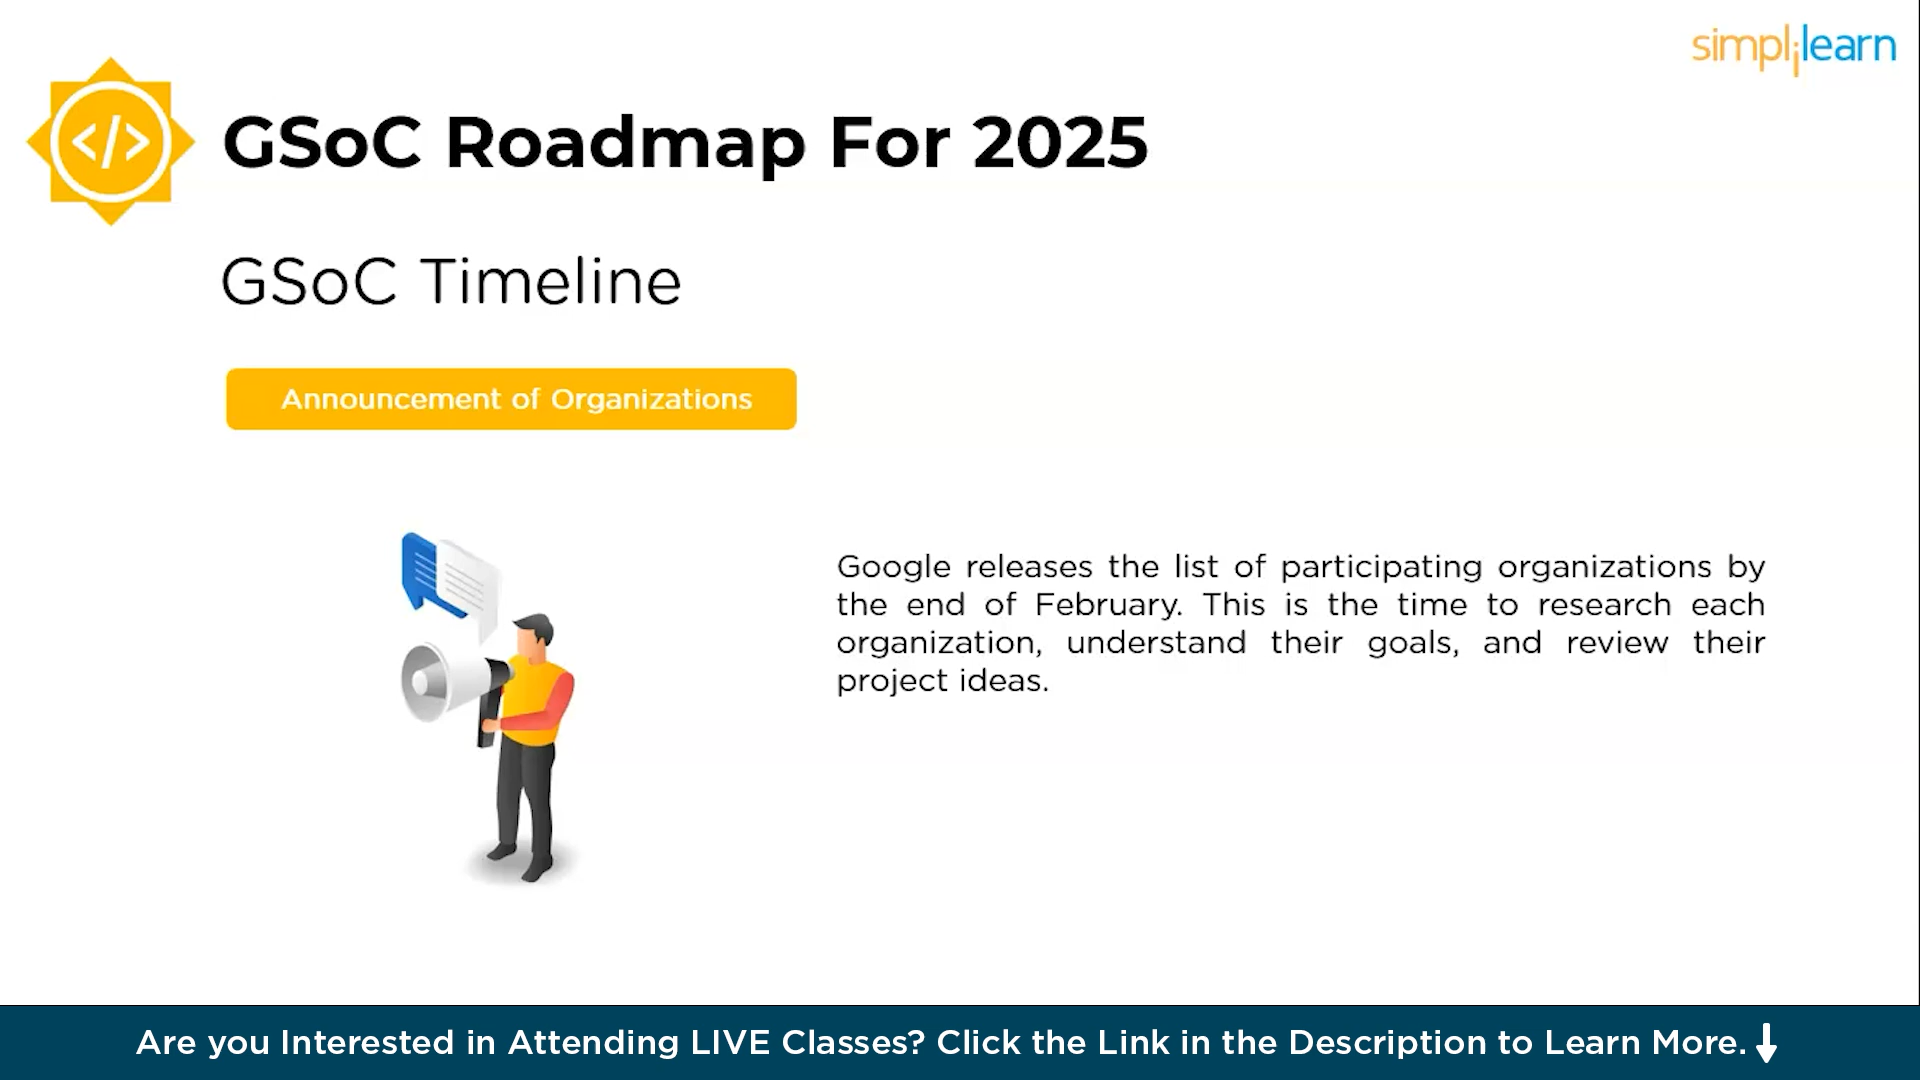 simplilearn
</>
GSoC Roadmap For 2025
GSoC Timeline
Announcement of Organizations
Google releases the list of participating organizations by
the end of February. This is the time to research each
organization, understand their goals, and review their
project ideas.
Are you Interested in Attending LIVE Classes? Click the Link in the Description to Learn More.